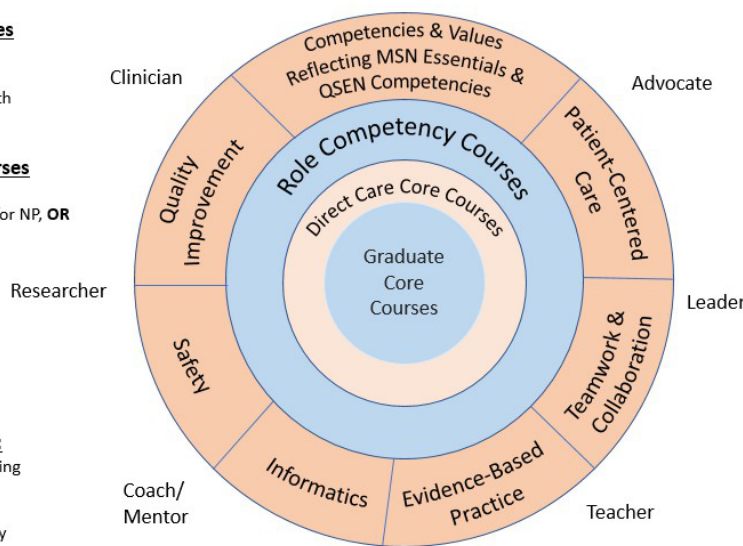 es
th
rses
or NP, OR
ing
y
Clinician
Advocate
Researcher
Leader
Coach/
Mentor
Teacher
Competencies & Values
Reflecting MSN Essentials &
QSEN Competencies
Patient-Centered
Care
Teamwork &
Collaboration
Evidence-Based
Practice
Informatics
Safety
Quality
Improvement
Role Competency Courses
Direct Care Core Courses
Graduate
Core
Courses